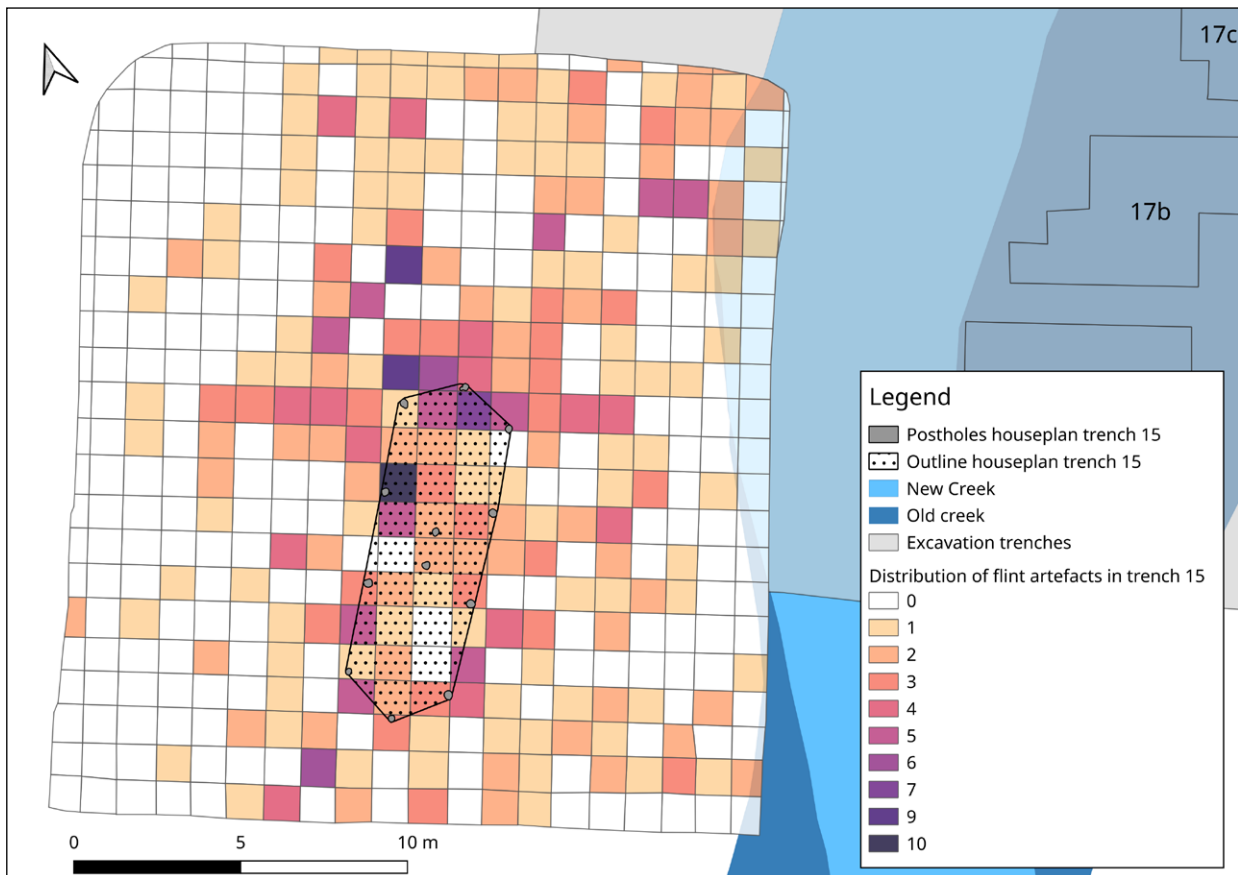 17c
17b
Legend
Postholes houseplan trench 15
Outline houseplan trench 15
New Creek
Old creek
Excavation trenches
Distribution of flint artefacts in trench 15
0
1
2
3
4
5
6
7
9
10
0 5 10 m